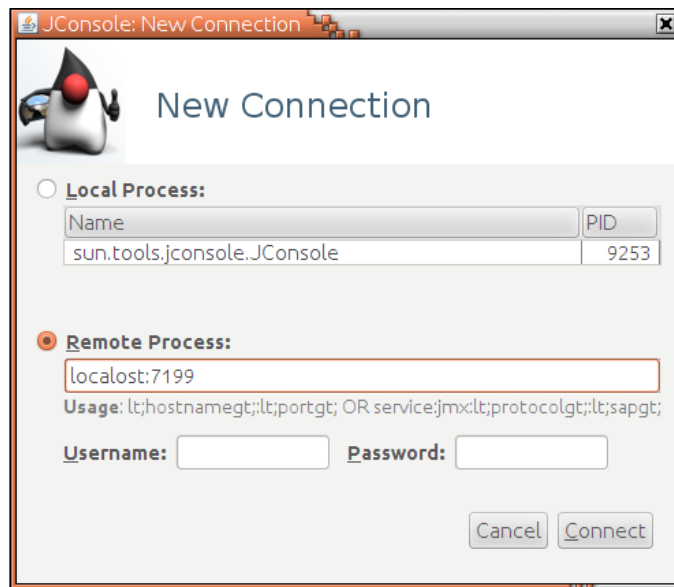 JConsole: New Connection
New Connection
Local Process:
Name PID
sun.tools.jconsole.JConsole 9253
Remote Process:
localost:7199
Usage: lt;hostnamegt;:lt;portgt; OR service:jmx:lt;protocolgt;:lt;sapgt;
Username: Password:
Cancel Connect